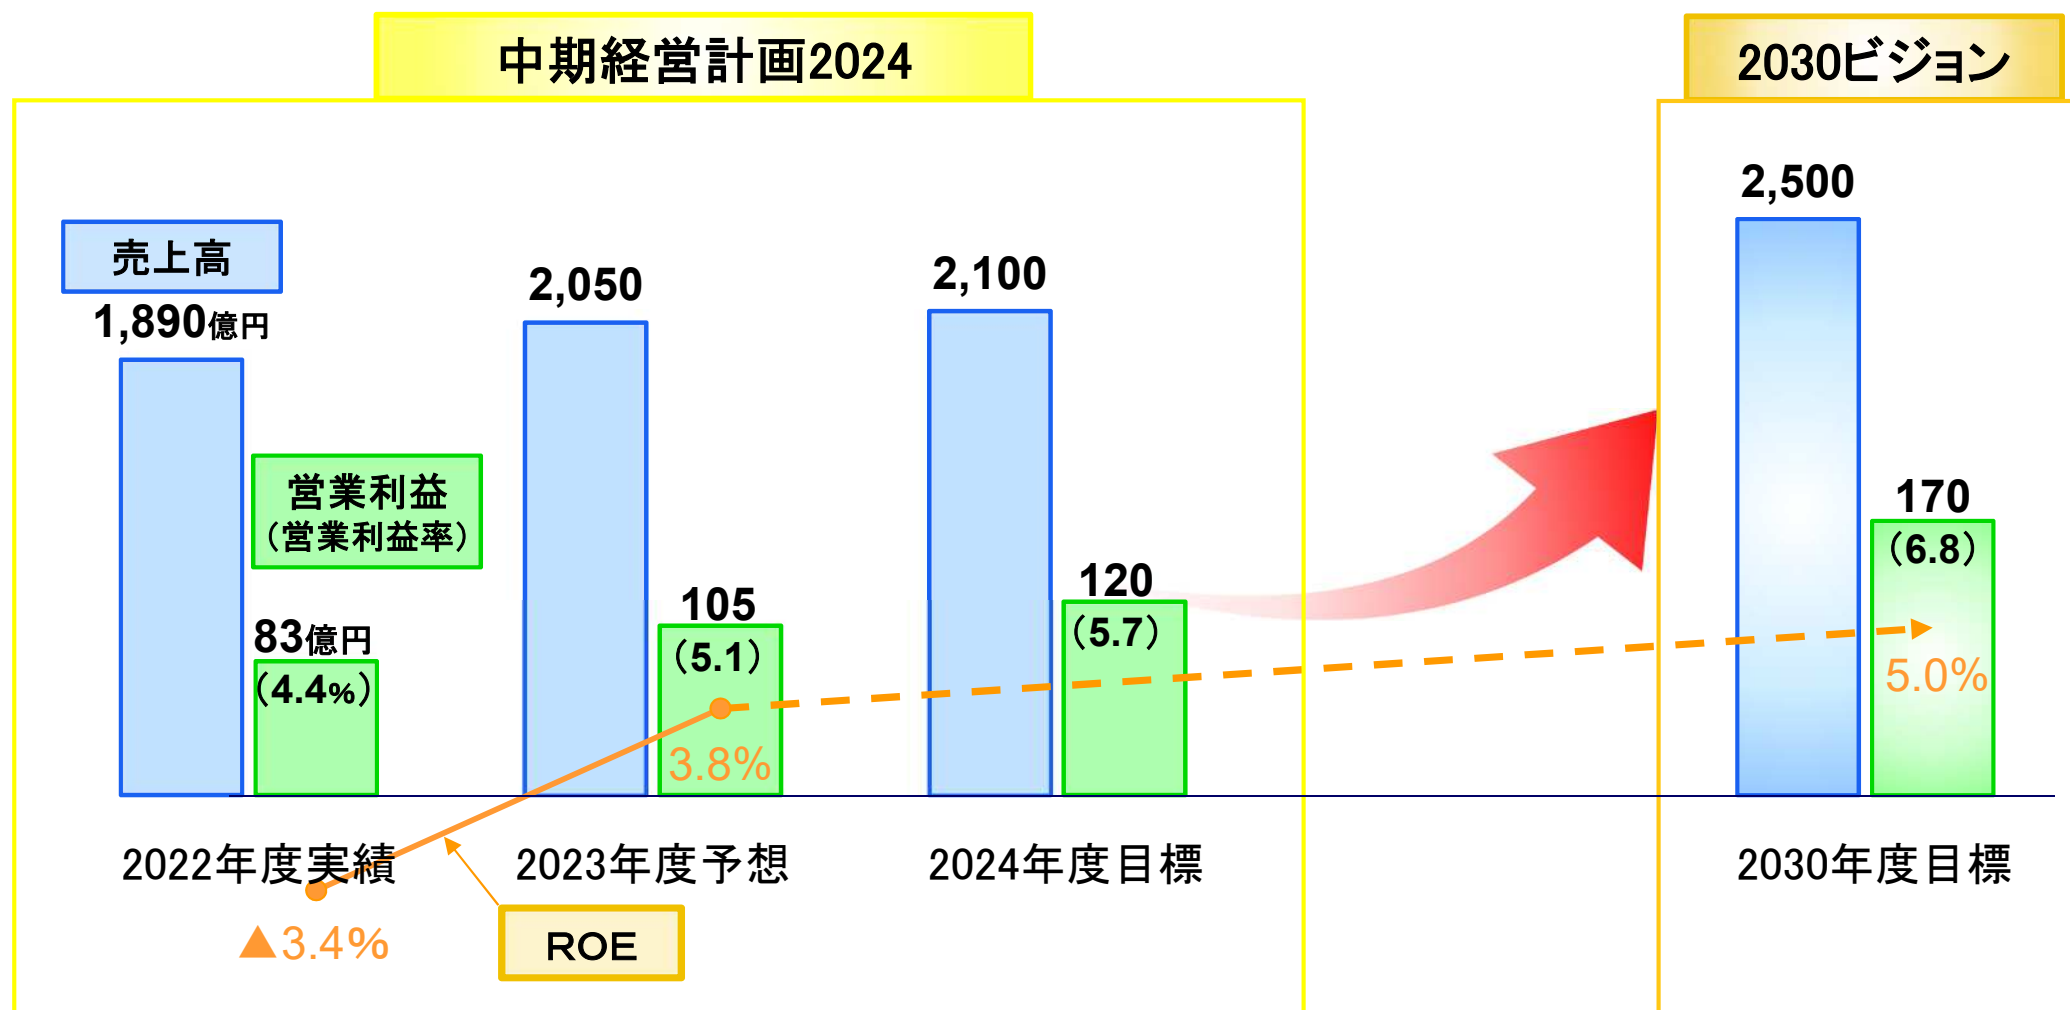 中期経営計画2024
2030ビジョン
売上高
1,890億円
2,050
2,100
2,500
営業利益
（営業利益率）
83億円
（4.4%）
105
（5.1）
120
（5.7）
170
（6.8）
3.8%
5.0%
2022年度実績
2023年度予想
2024年度目標
2030年度目標
▲3.4%
ROE